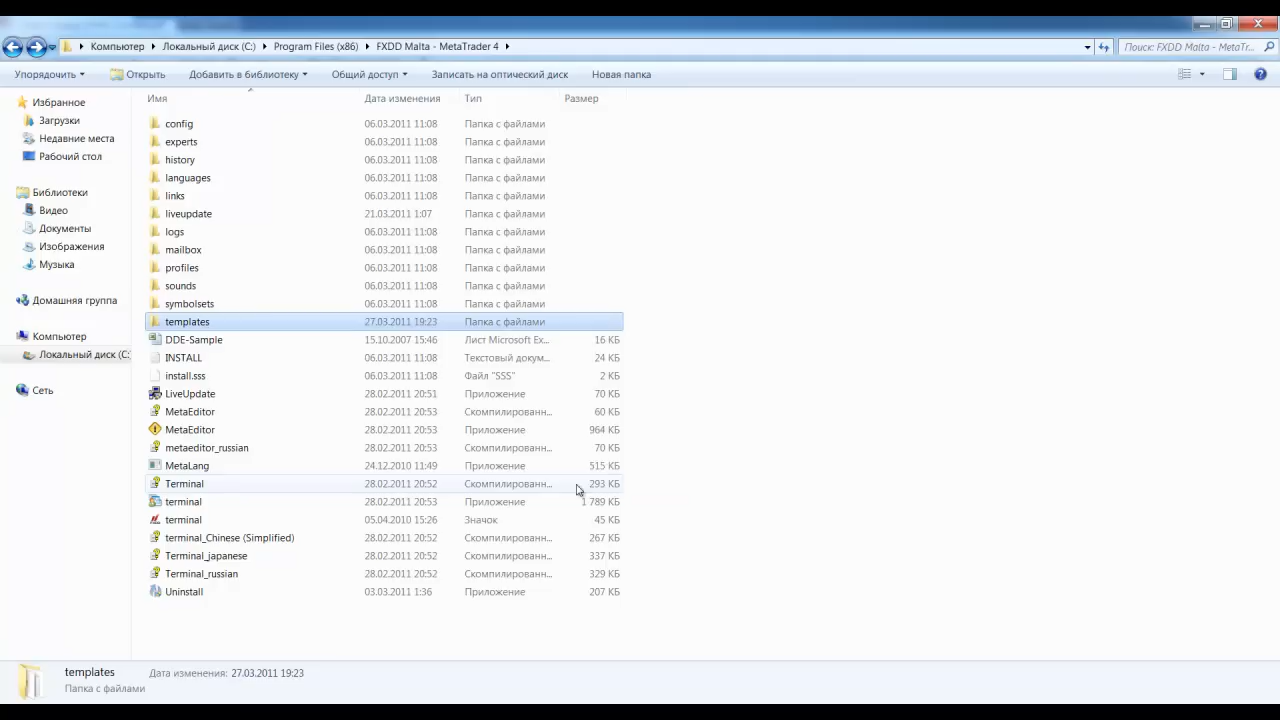 Компьютер Локальный диск (C:) Program Files (x86) FXDD Malta - MetaTrader 4 Поиск: FXDD Malta - MetaTr...
Упорядочить Открыть Добавить в библиотеку Общий доступ Записать на оптический диск Новая папка
Избранное
Загрузки
Недавние места
Рабочий стол
Библиотеки
Видео
Документы
Изображения
Музыка
Домашняя группа
Компьютер
Локальный диск (C:
Сеть
Имя Дата изменения Тип Размер
config 06.03.2011 11:08 Папка с файлами
experts 06.03.2011 11:08 Папка с файлами
history 06.03.2011 11:08 Папка с файлами
languages 06.03.2011 11:08 Папка с файлами
links 06.03.2011 11:08 Папка с файлами
liveupdate 21.03.2011 1:07 Папка с файлами
logs 06.03.2011 11:08 Папка с файлами
mailbox 06.03.2011 11:08 Папка с файлами
profiles 06.03.2011 11:08 Папка с файлами
sounds 06.03.2011 11:08 Папка с файлами
symbolsets 06.03.2011 11:08 Папка с файлами
templates 27.03.2011 19:23 Папка с файлами
DDE-Sample 15.10.2007 15:46 Лист Microsoft Ex... 16 КБ
INSTALL 06.03.2011 11:08 Текстовый докум... 24 КБ
install.sss 06.03.2011 11:08 Файл "SSS" 2 КБ
LiveUpdate 28.02.2011 20:51 Приложение 70 КБ
MetaEditor 28.02.2011 20:53 Скомпилированн... 60 КБ
MetaEditor 28.02.2011 20:53 Приложение 964 КБ
metaeditor_russian 28.02.2011 20:53 Скомпилированн... 70 КБ
MetaLang 24.12.2010 11:49 Приложение 515 КБ
Terminal 28.02.2011 20:52 Скомпилированн... 293 КБ
terminal 28.02.2011 20:53 Приложение 1 789 КБ
terminal 05.04.2010 15:26 Значок 45 КБ
terminal_Chinese (Simplified) 28.02.2011 20:52 Скомпилированн... 267 КБ
Terminal_japanese 28.02.2011 20:52 Скомпилированн... 337 КБ
Terminal_russian 28.02.2011 20:52 Скомпилированн... 329 КБ
Uninstall 03.03.2011 1:36 Приложение 207 КБ
templates Дата изменения: 27.03.2011 19:23
Папка с файлами